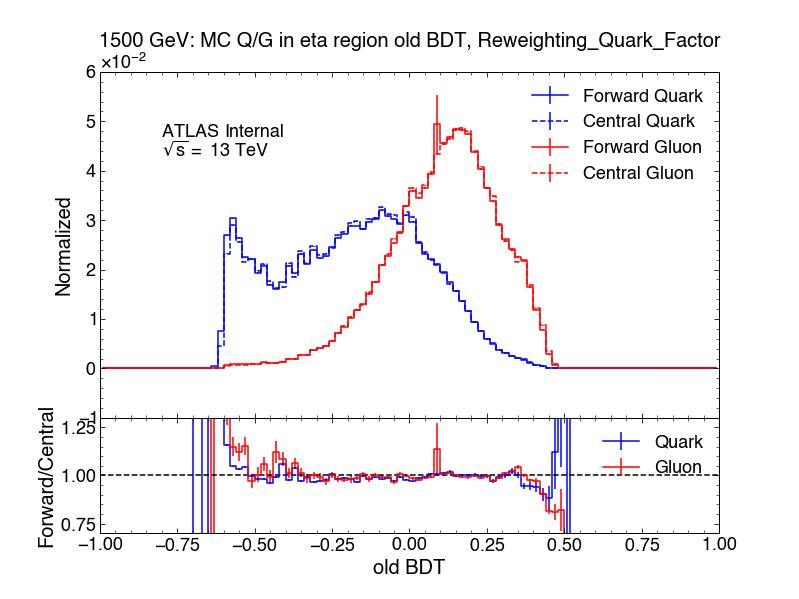 1500 GeV: MC Q/G in eta region old BDT, Reweighting_Quark_Factor
×10⁻²
6
5
4
3
2
1
0
−1
Normalized
ATLAS Internal
√s = 13 TeV
Forward Quark
Central Quark
Forward Gluon
Central Gluon
1.25
1.00
0.75
Forward/Central
Quark
Gluon
−1.00 −0.75 −0.50 −0.25 0.00 0.25 0.50 0.75 1.00
old BDT